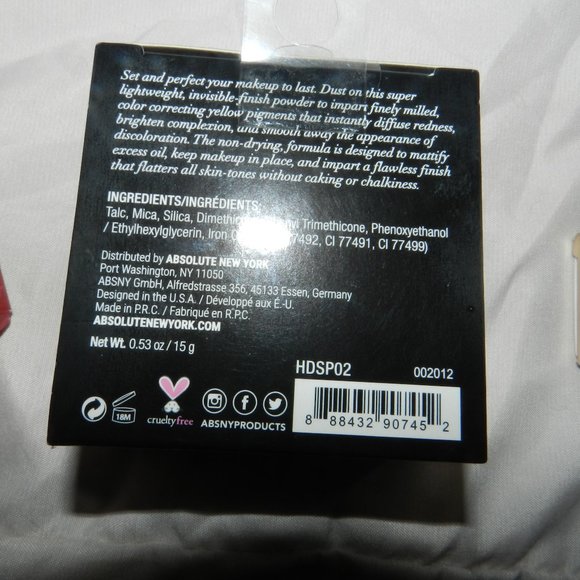 Set and perfect your makeup to last. Dust on this super
lightweight, invisible-finish powder to impart finely milled,
color correcting yellow pigments that instantly diffuse redness,
brighten complexion, and smooth away the appearance of
discoloration. The non-drying, formula is designed to mattify
excess oil, keep makeup in place, and impart a flawless finish
that flatters all skin-tones without caking or chalkiness.
INGREDIENTS/INGRÉDIENTS:
Talc, Mica, Silica, Trimethicone, Phenoxyethanol
/ Ethylhexylglycerin, Iron 77492, CI 77491, CI 77499)
Distributed by ABSOLUTE NEW YORK
Port Washington, NY 11050
ABSNY GmbH, Alfredstrasse 356, 45133 Essen, Germany
Designed in the U.S.A. / Développé aux É.-U.
Made in P.R.C. / Fabriqué en R.P.C.
ABSOLUTENEWYORK.COM
Net Wt. 0.53 oz / 15 g
HDSP02 002012
18M
crueltyfree
ABSNYPRODUCTS
8 88432 90745 2